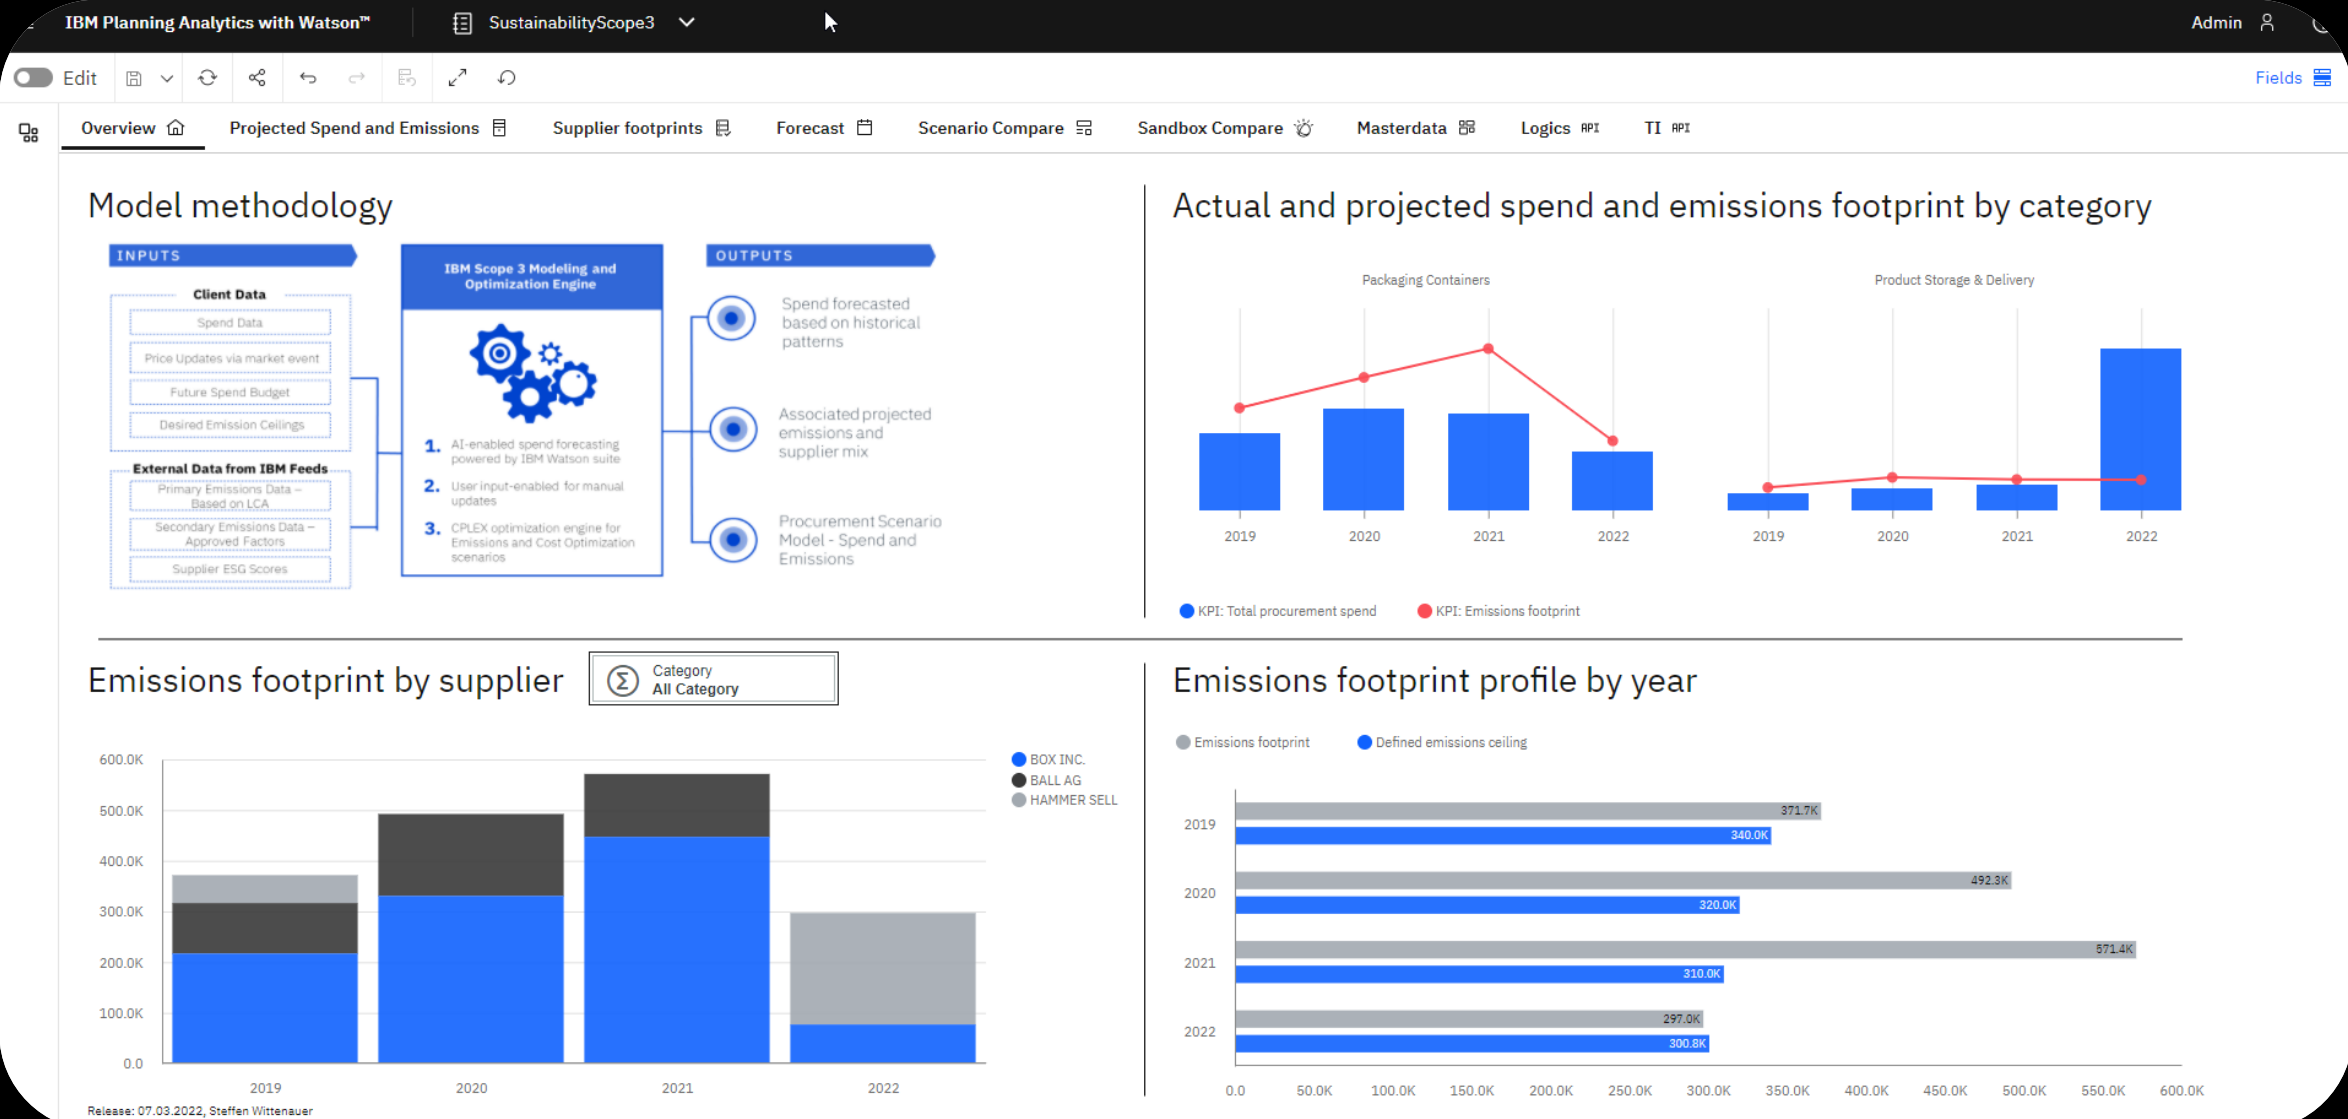 IBM Planning Analytics with Watson™
SustainabilityScope3
Admin
Edit
Fields
Overview
Projected Spend and Emissions
Supplier footprints
Forecast
Scenario Compare
Sandbox Compare
Masterdata
Logics API
TI API
Model methodology
INPUTS
Client Data
Spend Data
Price Updates via market event
Future Spend Budget
Desired Emission Ceilings
External Data from IBM Feeds
Primary Emissions Data –
Based on LCA
Secondary Emissions Data –
Approved Factors
Supplier ESG Scores
IBM Scope 3 Modeling and
Optimization Engine
1. AI-enabled spend forecasting
powered by IBM Watson suite
2. User input-enabled for manual
updates
3. CPLEX optimization engine for
Emissions and Cost Optimization
scenarios
OUTPUTS
Spend forecasted
based on historical
patterns
Associated projected
emissions and
supplier mix
Procurement Scenario
Model - Spend and
Emissions
Actual and projected spend and emissions footprint by category
Packaging Containers
Product Storage & Delivery
2019 2020 2021 2022
2019 2020 2021 2022
KPI: Total procurement spend
KPI: Emissions footprint
Emissions footprint by supplier
Category
All Category
600.0K
500.0K
400.0K
300.0K
200.0K
100.0K
0.0
2019 2020 2021 2022
BOX INC.
BALL AG
HAMMER SELL
Release: 07.03.2022, Steffen Wittenauer
Emissions footprint profile by year
Emissions footprint
Defined emissions ceiling
371.7K
2019
340.0K
492.3K
2020
320.0K
571.4K
2021
310.0K
297.0K
2022
300.8K
0.0 50.0K 100.0K 150.0K 200.0K 250.0K 300.0K 350.0K 400.0K 450.0K 500.0K 550.0K 600.0K